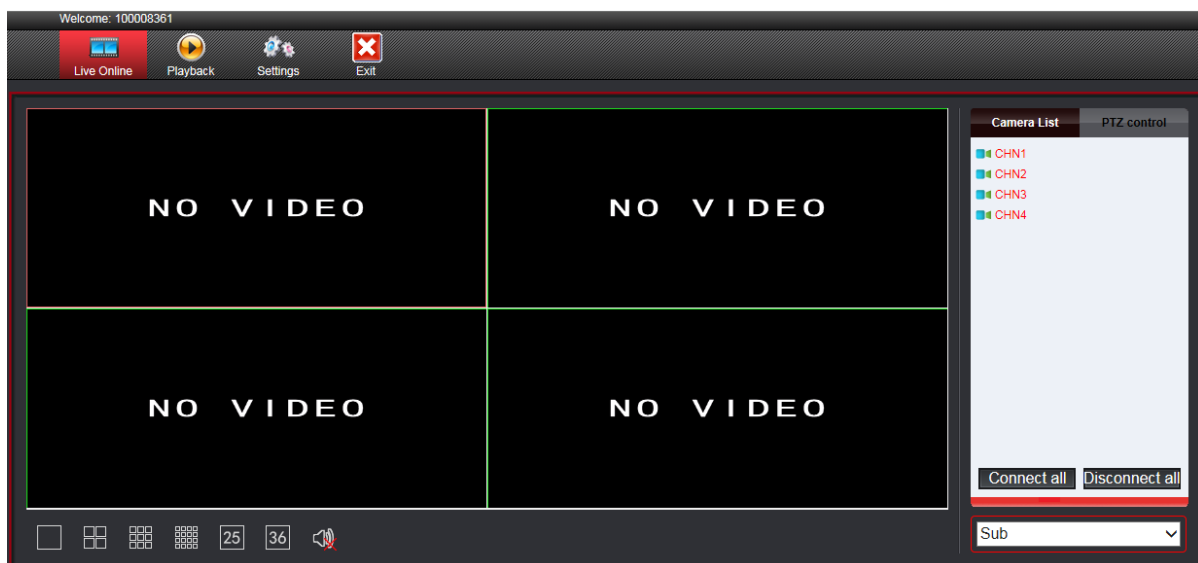 Welcome: 100008361
Live Online Playback Settings Exit
Camera List PTZ control
CHN1
CHN2
CHN3
CHN4
NO VIDEO NO VIDEO
NO VIDEO NO VIDEO
Connect all Disconnect all
25 36
Sub